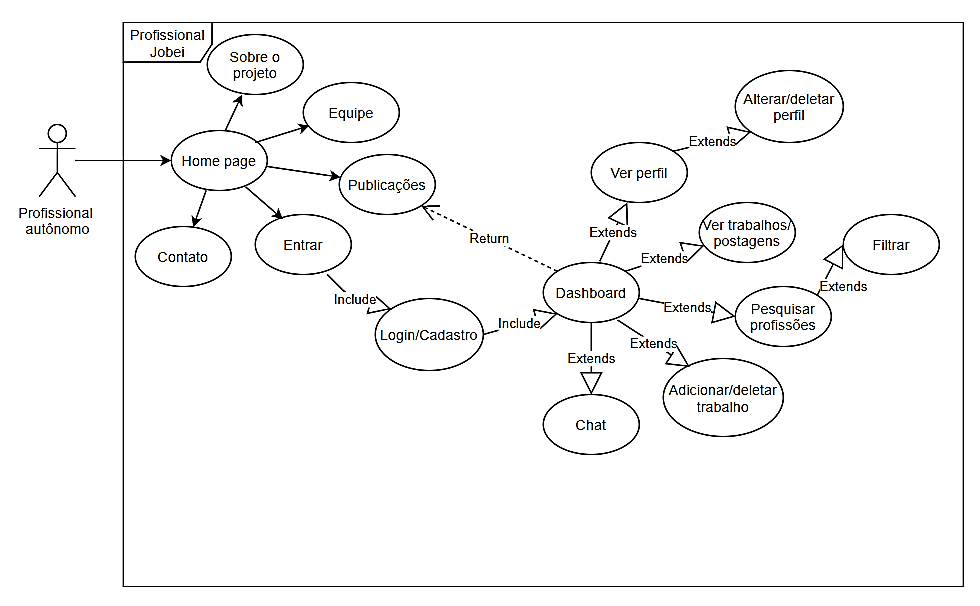 Profissional
Jobei
Sobre o
projeto
Equipe
Alterar/deletar
perfil
Extends
Home page
Ver perfil
Publicações
Profissional
autônomo
Extends
Ver trabalhos/
postagens
Return
Entrar
Filtrar
Contato
Extends
Extends
Dashboard
Include
Extends
Pesquisar
profissões
Include
Login/Cadastro
Extends
Extends
Adicionar/deletar
trabalho
Chat